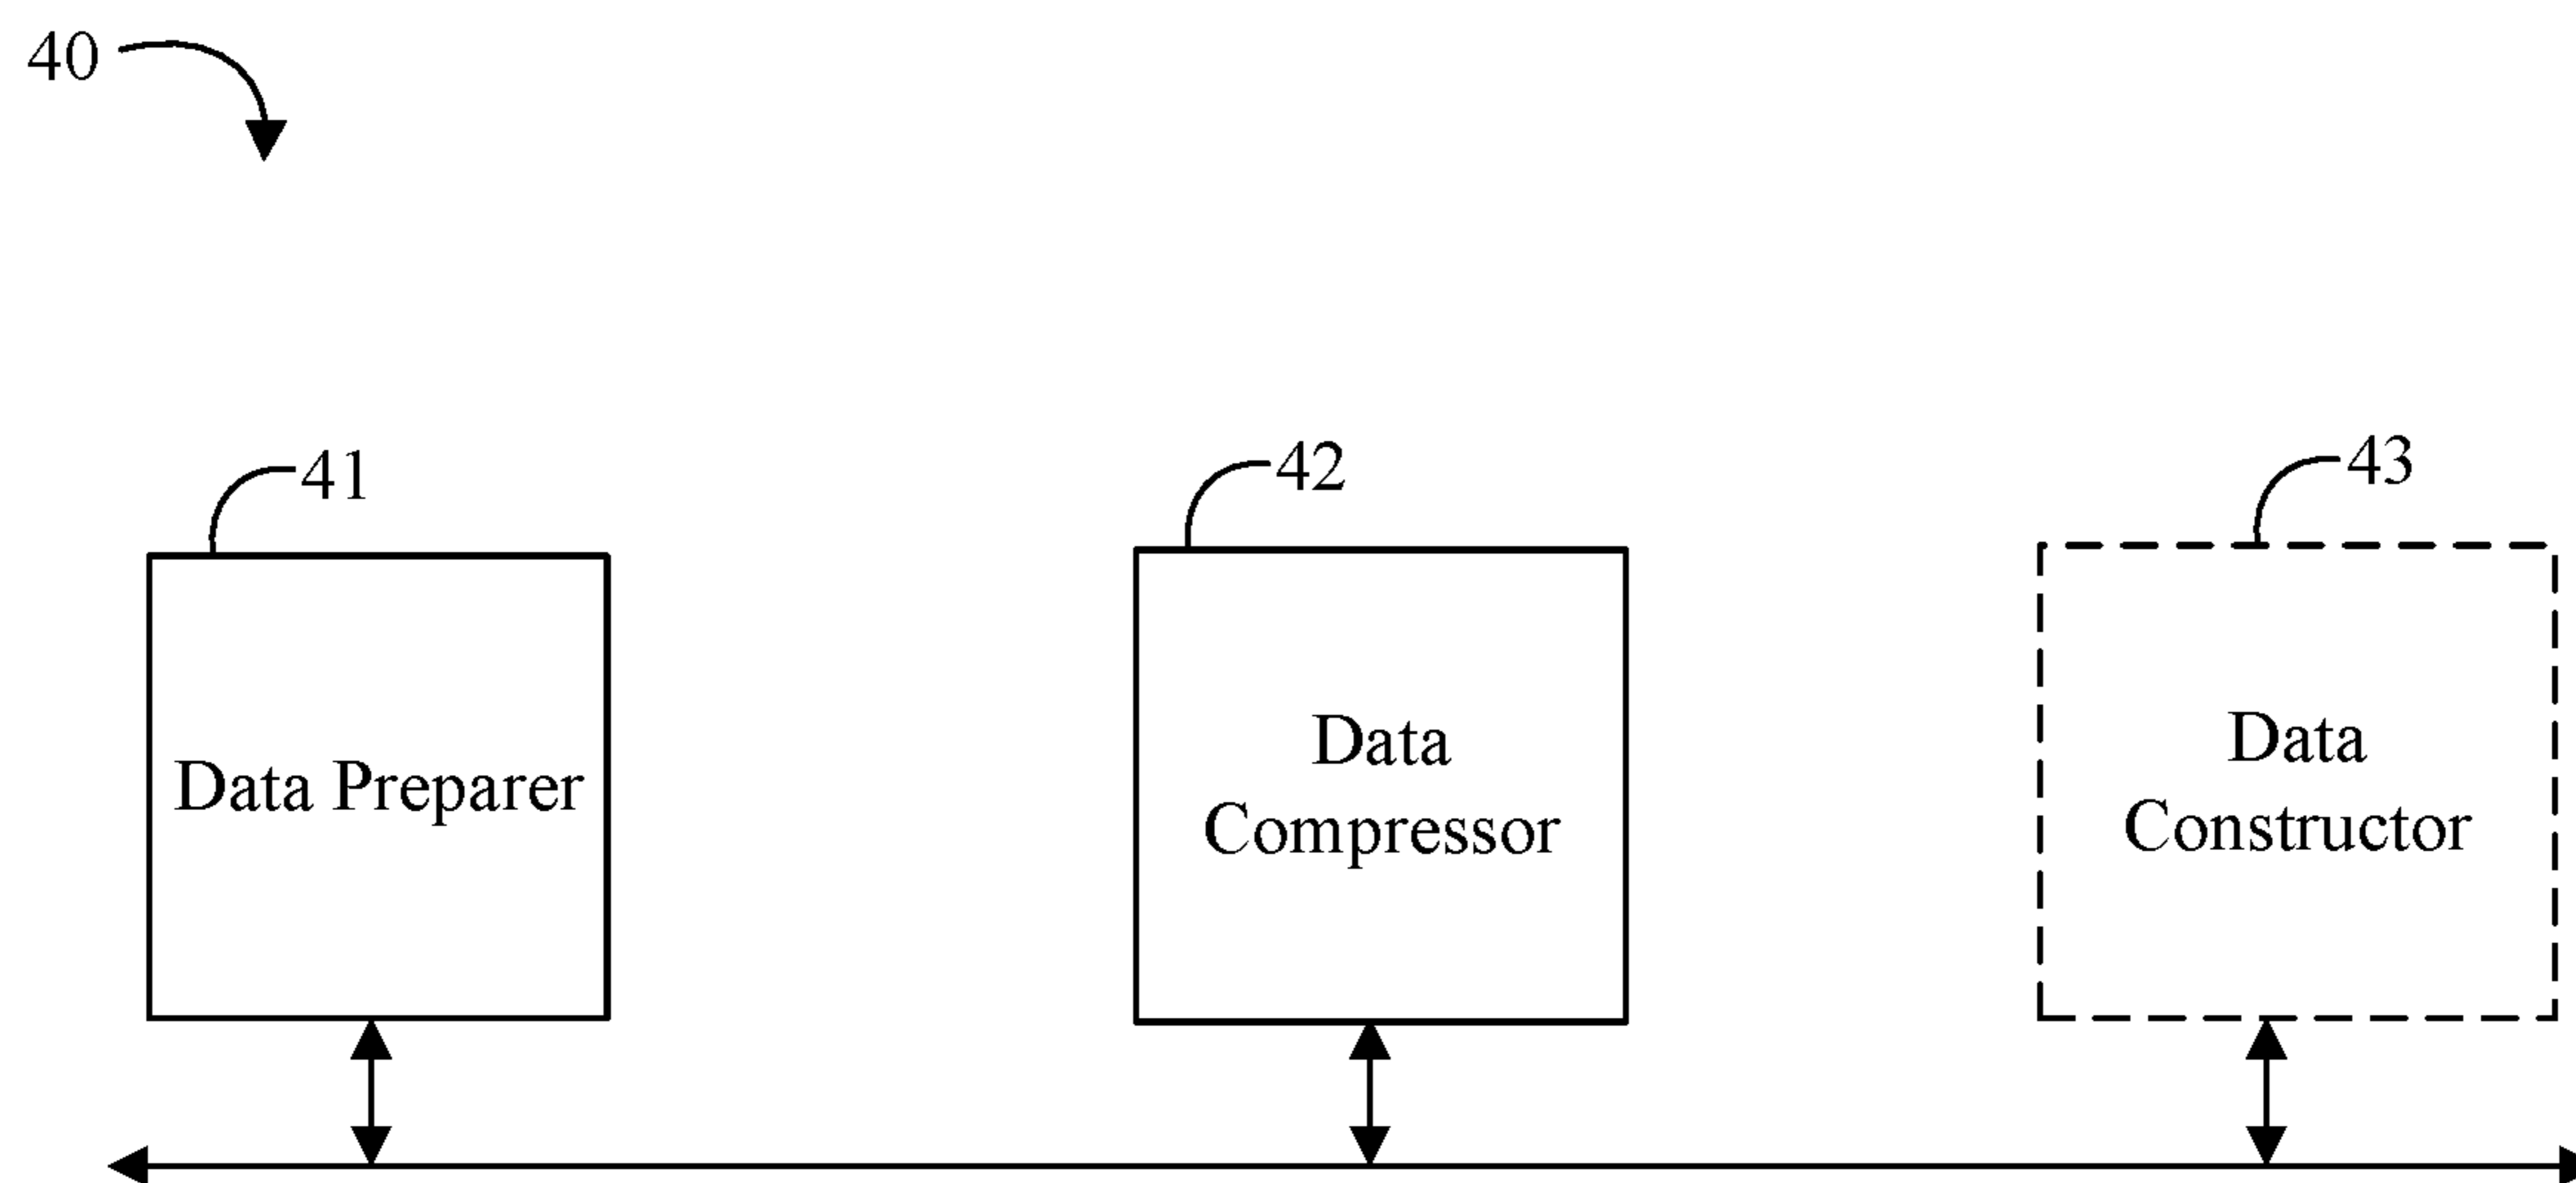 40
41
42
43
Data Preparer
Data
Compressor
Data
Constructor